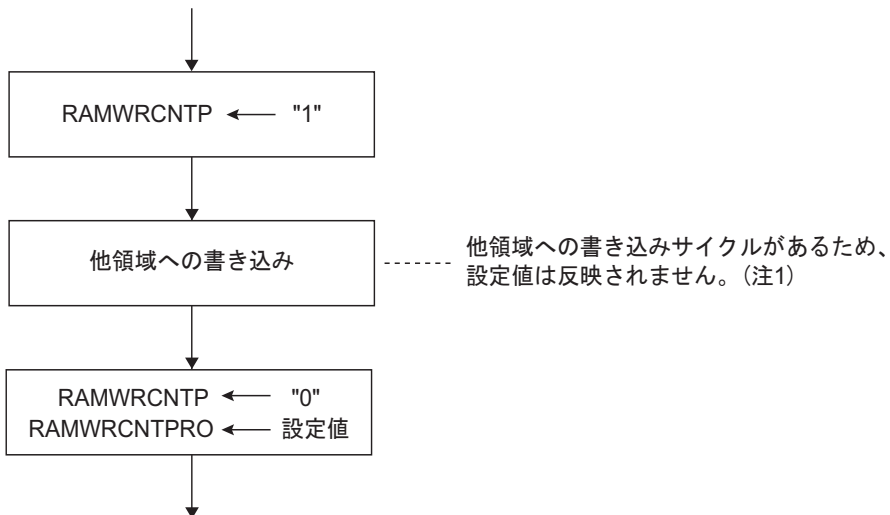 RAMWRCNTP ← "1"
他領域への書き込み
他領域への書き込みサイクルがあるため、
設定値は反映されません。（注1）
RAMWRCNTP ← "0"
RAMWRCNTPRO ← 設定値